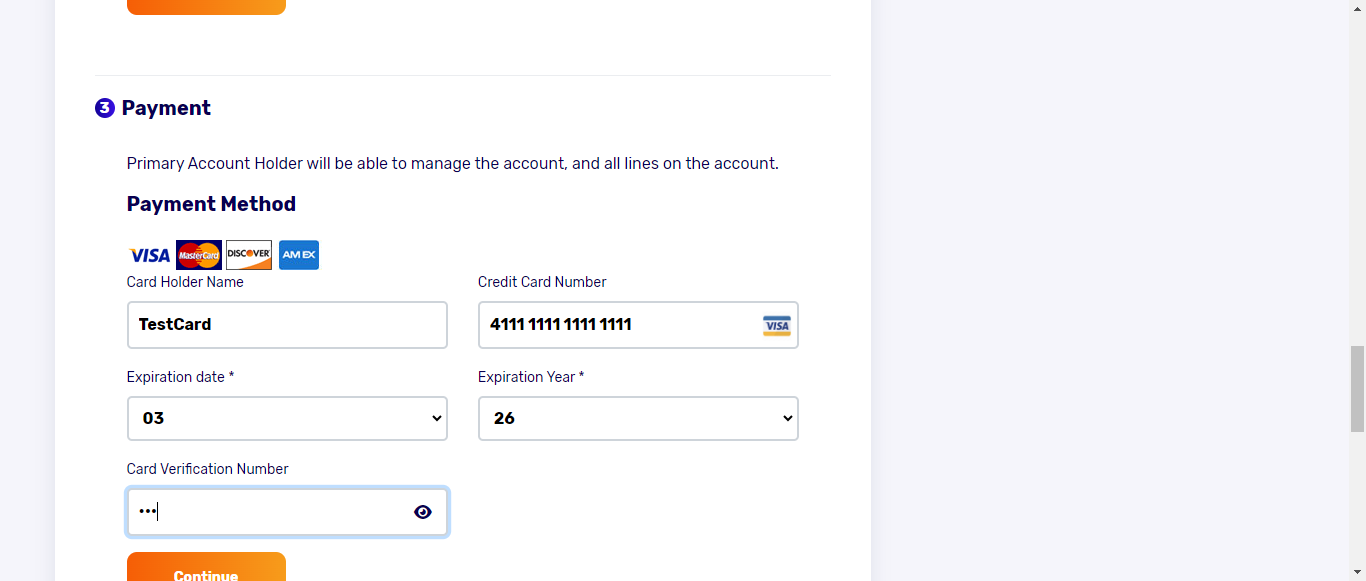 3 Payment
Primary Account Holder will be able to manage the account, and all lines on the account.
Payment Method
VISA MasterCard DISCOVER AMEX
Card Holder Name Credit Card Number
TestCard 4111 1111 1111 1111 VISA
Expiration date * Expiration Year *
03 26
Card Verification Number
•••
Continue